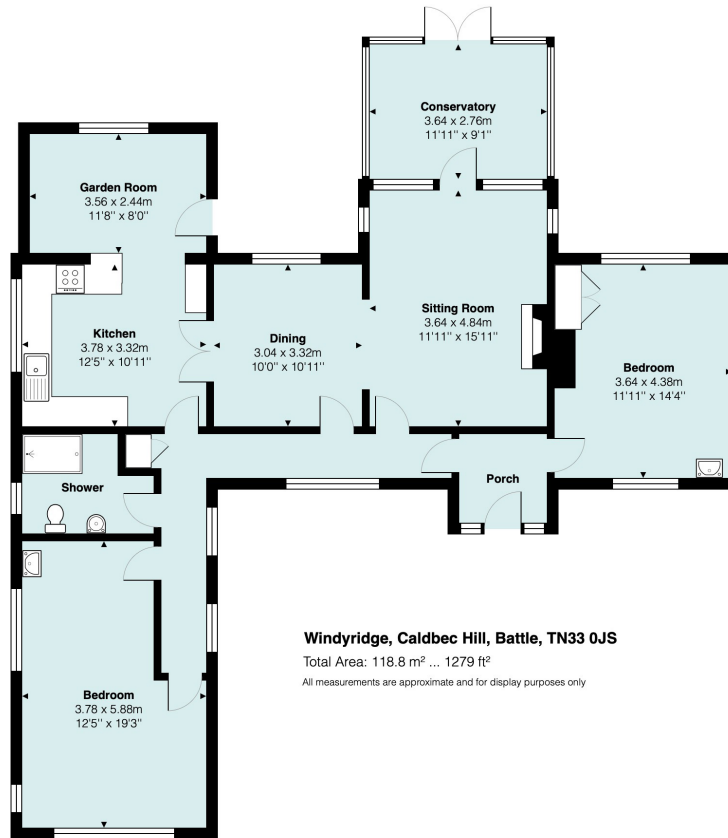 Conservatory
3.64 x 2.76m
11'11" x 9'1"
Garden Room
3.56 x 2.44m
11'8" x 8'0"
Kitchen
3.78 x 3.32m
12'5" x 10'11"
Dining
3.04 x 3.32m
10'0" x 10'11"
Sitting Room
3.64 x 4.84m
11'11" x 15'11"
Bedroom
3.64 x 4.38m
11'11" x 14'4"
Shower
Porch
Bedroom
3.78 x 5.88m
12'5" x 19'3"
Windyridge, Caldbec Hill, Battle, TN33 0JS
Total Area: 118.8 m² ... 1279 ft²
All measurements are approximate and for display purposes only